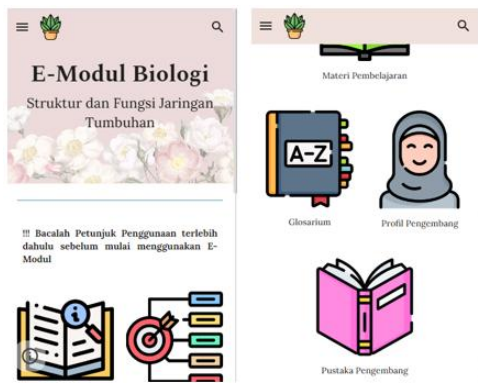 E-Modul Biologi
Struktur dan Fungsi Jaringan
Tumbuhan
!!! Bacalah Petunjuk Penggunaan terlebih
dahulu sebelum mulai menggunakan E-
Modul
Materi Pembelajaran
A-Z
Glosarium
Profil Pengembang
Pustaka Pengembang